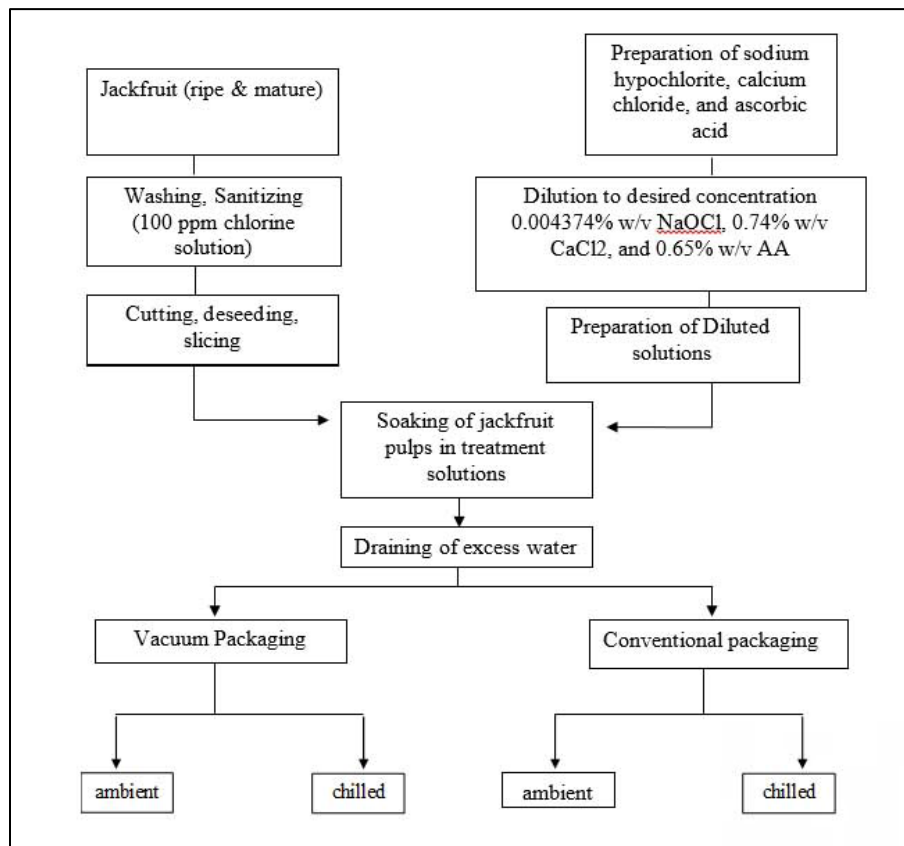 Jackfruit (ripe & mature)
Preparation of sodium
hypochlorite, calcium
chloride, and ascorbic
acid
Washing, Sanitizing
(100 ppm chlorine
solution)
Dilution to desired concentration
0.004374% w/v NaOCl, 0.74% w/v
CaCl2, and 0.65% w/v AA
Cutting, deseeding,
slicing
Preparation of Diluted
solutions
Soaking of jackfruit
pulps in treatment
solutions
Draining of excess water
Vacuum Packaging
Conventional packaging
ambient
chilled
ambient
chilled